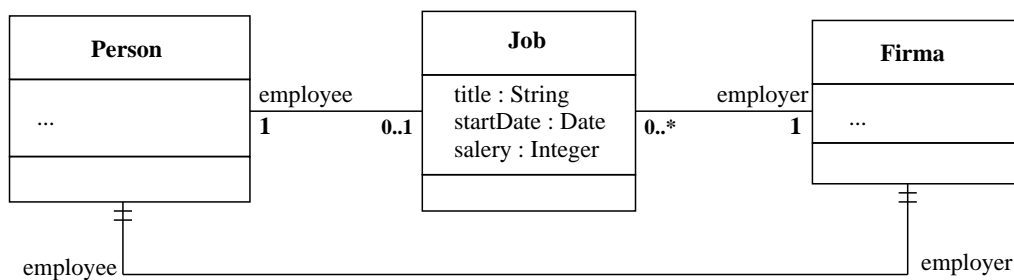 Person
...
employee
1
0..1
Job
title : String
startDate : Date
salery : Integer
employer
0..*
1
Firma
...
employee
employer